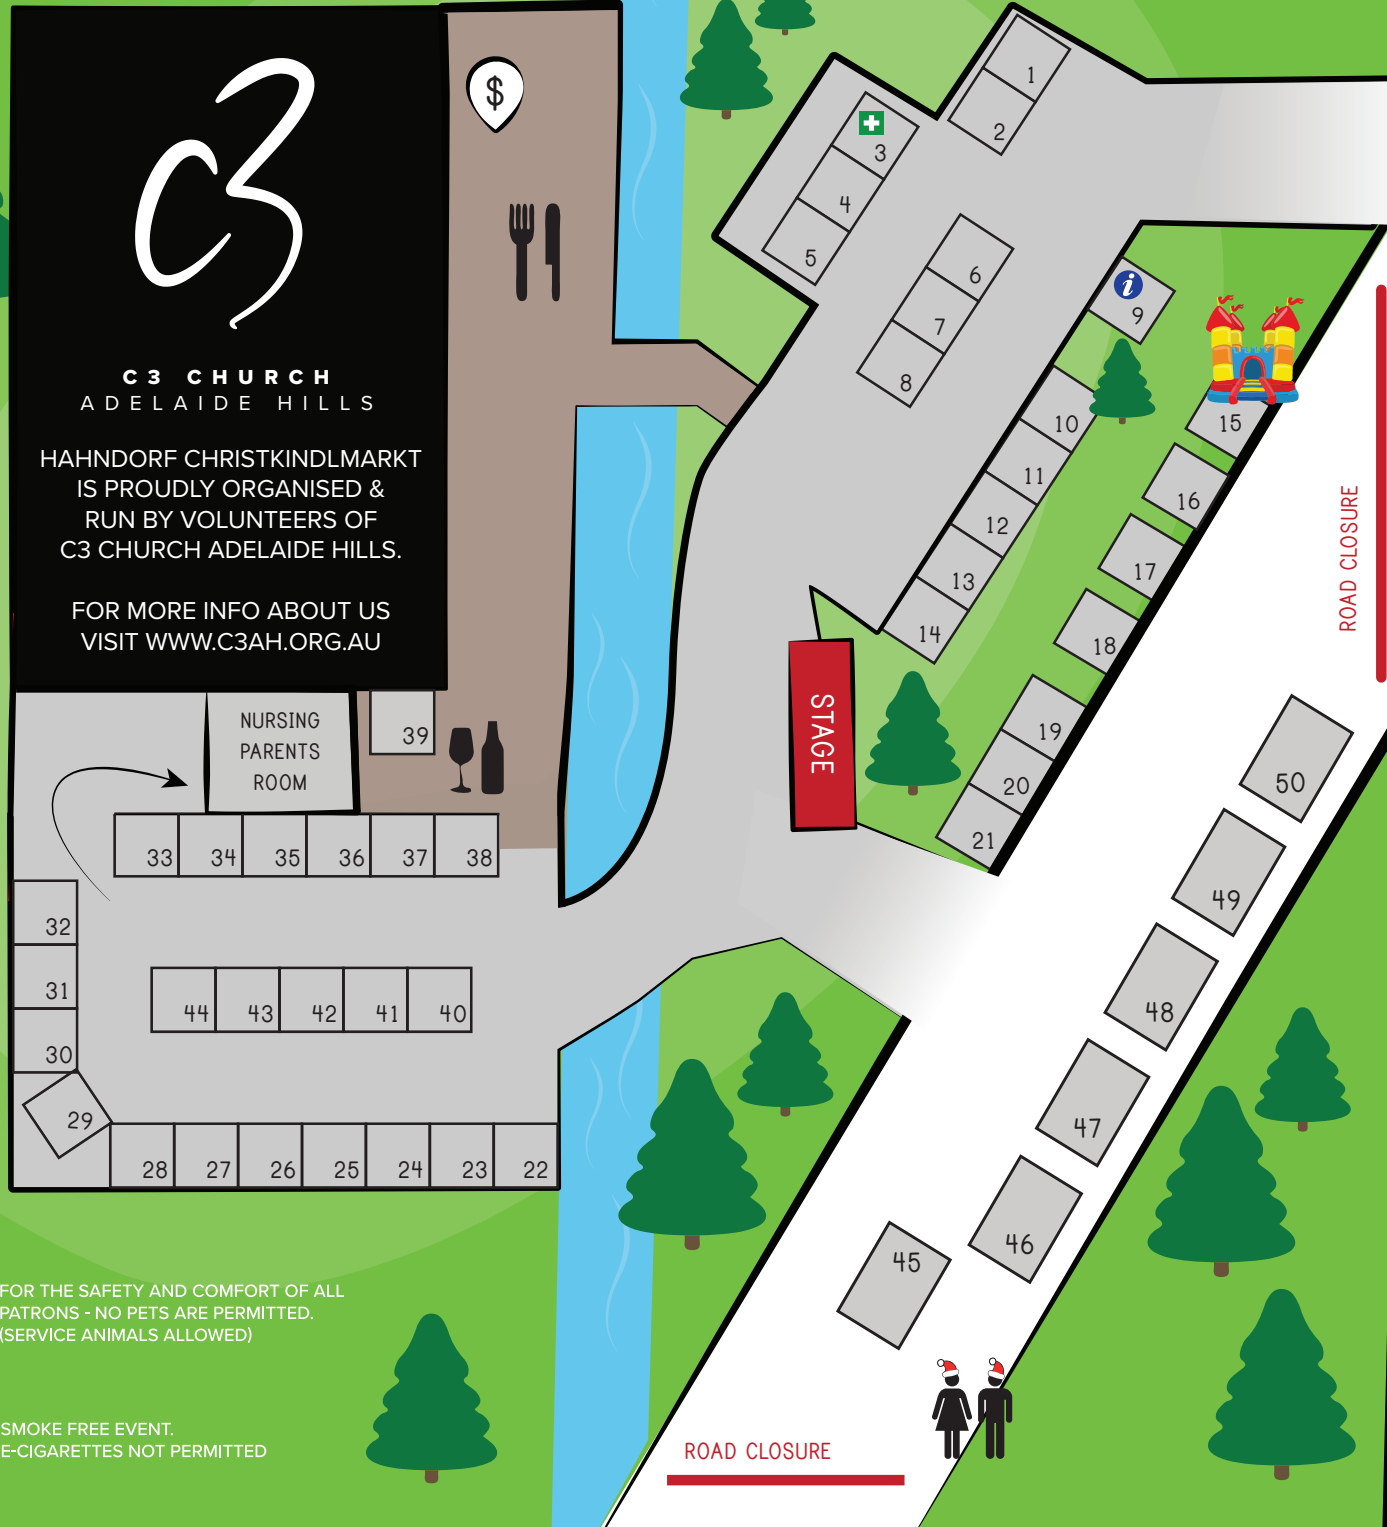 c3
C3 CHURCH
ADELAIDE HILLS
HAHNDORF CHRISTKINDLMARKT
IS PROUDLY ORGANISED &
RUN BY VOLUNTEERS OF
C3 CHURCH ADELAIDE HILLS.
FOR MORE INFO ABOUT US
VISIT WWW.C3AH.ORG.AU
$
1
2
3
4
5
6
7
8
i
9
10
11
12
13
14
15
16
17
18
19
20
21
STAGE
ROAD CLOSURE
NURSING
PARENTS
ROOM
39
33
34
35
36
37
38
32
31
30
29
44
43
42
41
40
28
27
26
25
24
23
22
50
49
48
47
46
45
FOR THE SAFETY AND COMFORT OF ALL
PATRONS - NO PETS ARE PERMITTED.
(SERVICE ANIMALS ALLOWED)
SMOKE FREE EVENT.
E-CIGARETTES NOT PERMITTED
ROAD CLOSURE